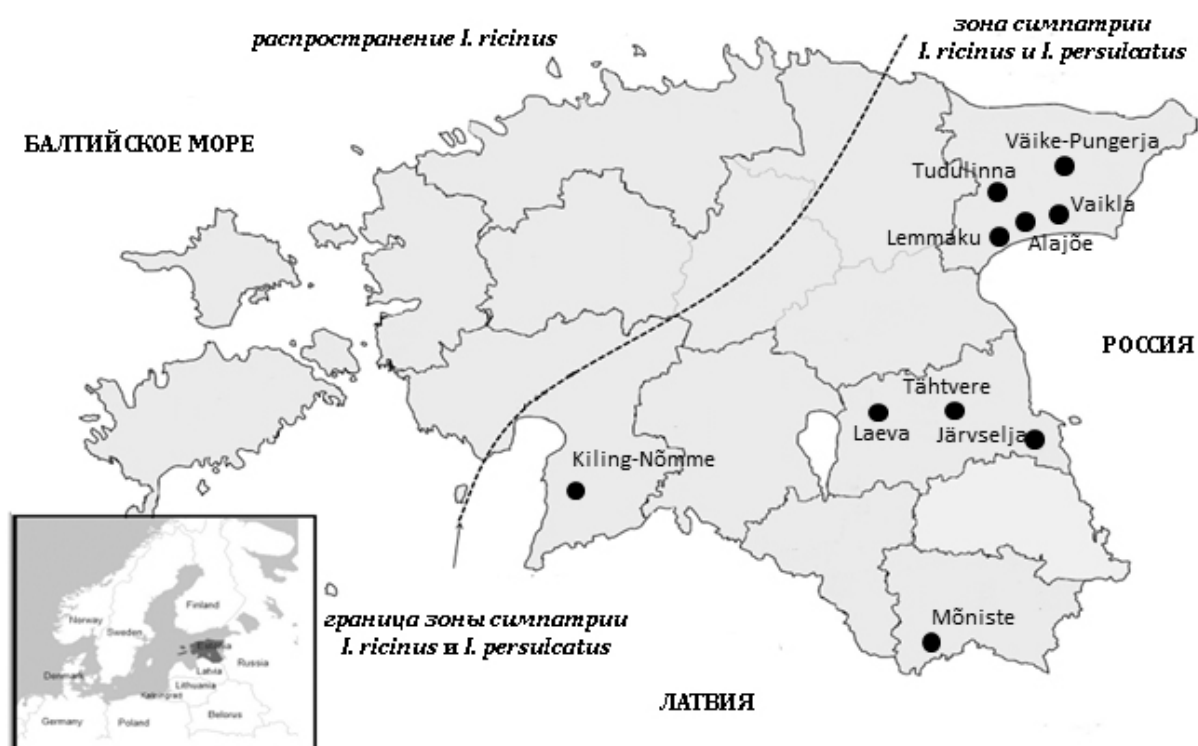 распространение I. ricinus
зона симпатрии
I. ricinus и I. persulcatus
БАЛТИЙСКОЕ МОРЕ
Väike-Pungerja
Tudulinna
Vaikla
Lemmaku
Alajõe
РОССИЯ
Tähtvere
Laeva
Järvselja
Kiling-Nõmme
Mõniste
граница зоны симпатрии
I. ricinus и I. persulcatus
ЛАТВИЯ
Finland
Norway
Sweden
Estonia
Russia
Latvia
Denmark
Lithuania
Kaliningrad
Belorus
Germany
Poland